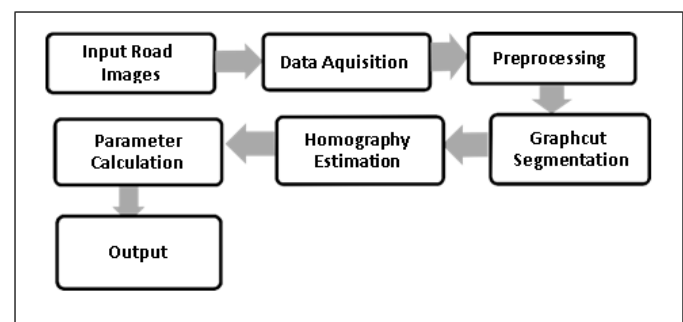 Input Road
Images
Data Aquisition
Preprocessing
Graphcut
Segmentation
Homography
Estimation
Parameter
Calculation
Output